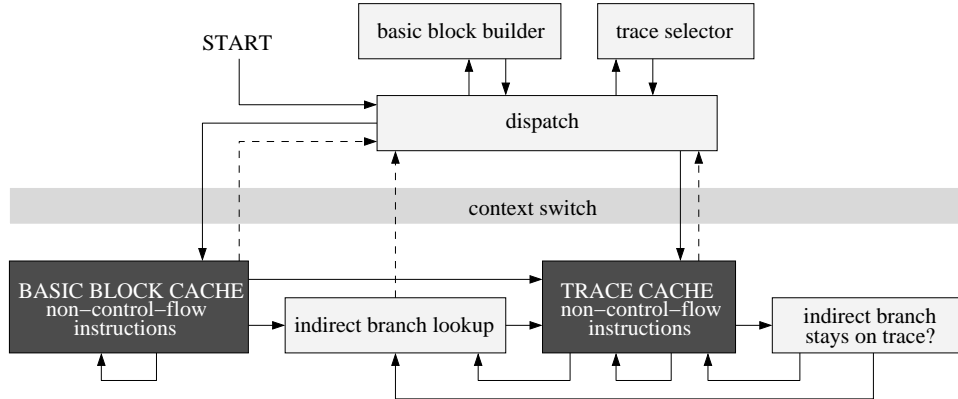 basic block builder
trace selector
START
dispatch
context switch
BASIC BLOCK CACHE
non−control−flow
instructions
indirect branch lookup
TRACE CACHE
non−control−flow
instructions
indirect branch
stays on trace?